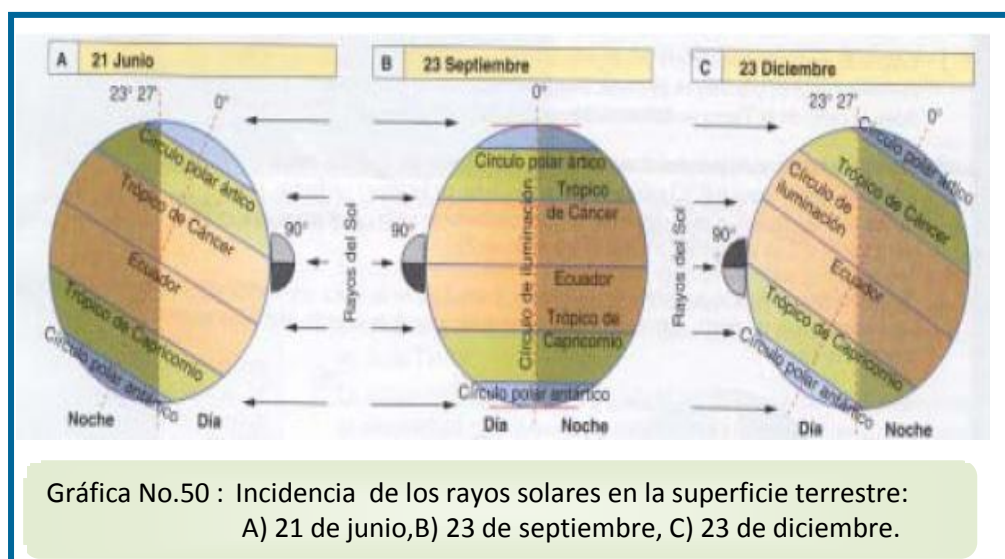 A 21 Junio
23° 27'
0°
Círculo polar ártico
Trópico de Cáncer
90°
Ecuador
Trópico de Capricornio
Círculo polar antártico
Noche
Día
Rayos del Sol
B 23 Septiembre
0°
Círculo polar ártico
Trópico
de Cáncer
90°
Círculo de iluminación
Ecuador
Trópico de
Capricornio
Círculo polar antártico
Día
Noche
Rayos del Sol
C 23 Diciembre
23° 27'
0°
Círculo polar ártico
Trópico de Cáncer
Círculo de
iluminación
90°
Ecuador
Trópico de Capricornio
Círculo polar antártico
Día
Noche
Gráfica No.50 : Incidencia de los rayos solares en la superficie terrestre:
A) 21 de junio,B) 23 de septiembre, C) 23 de diciembre.